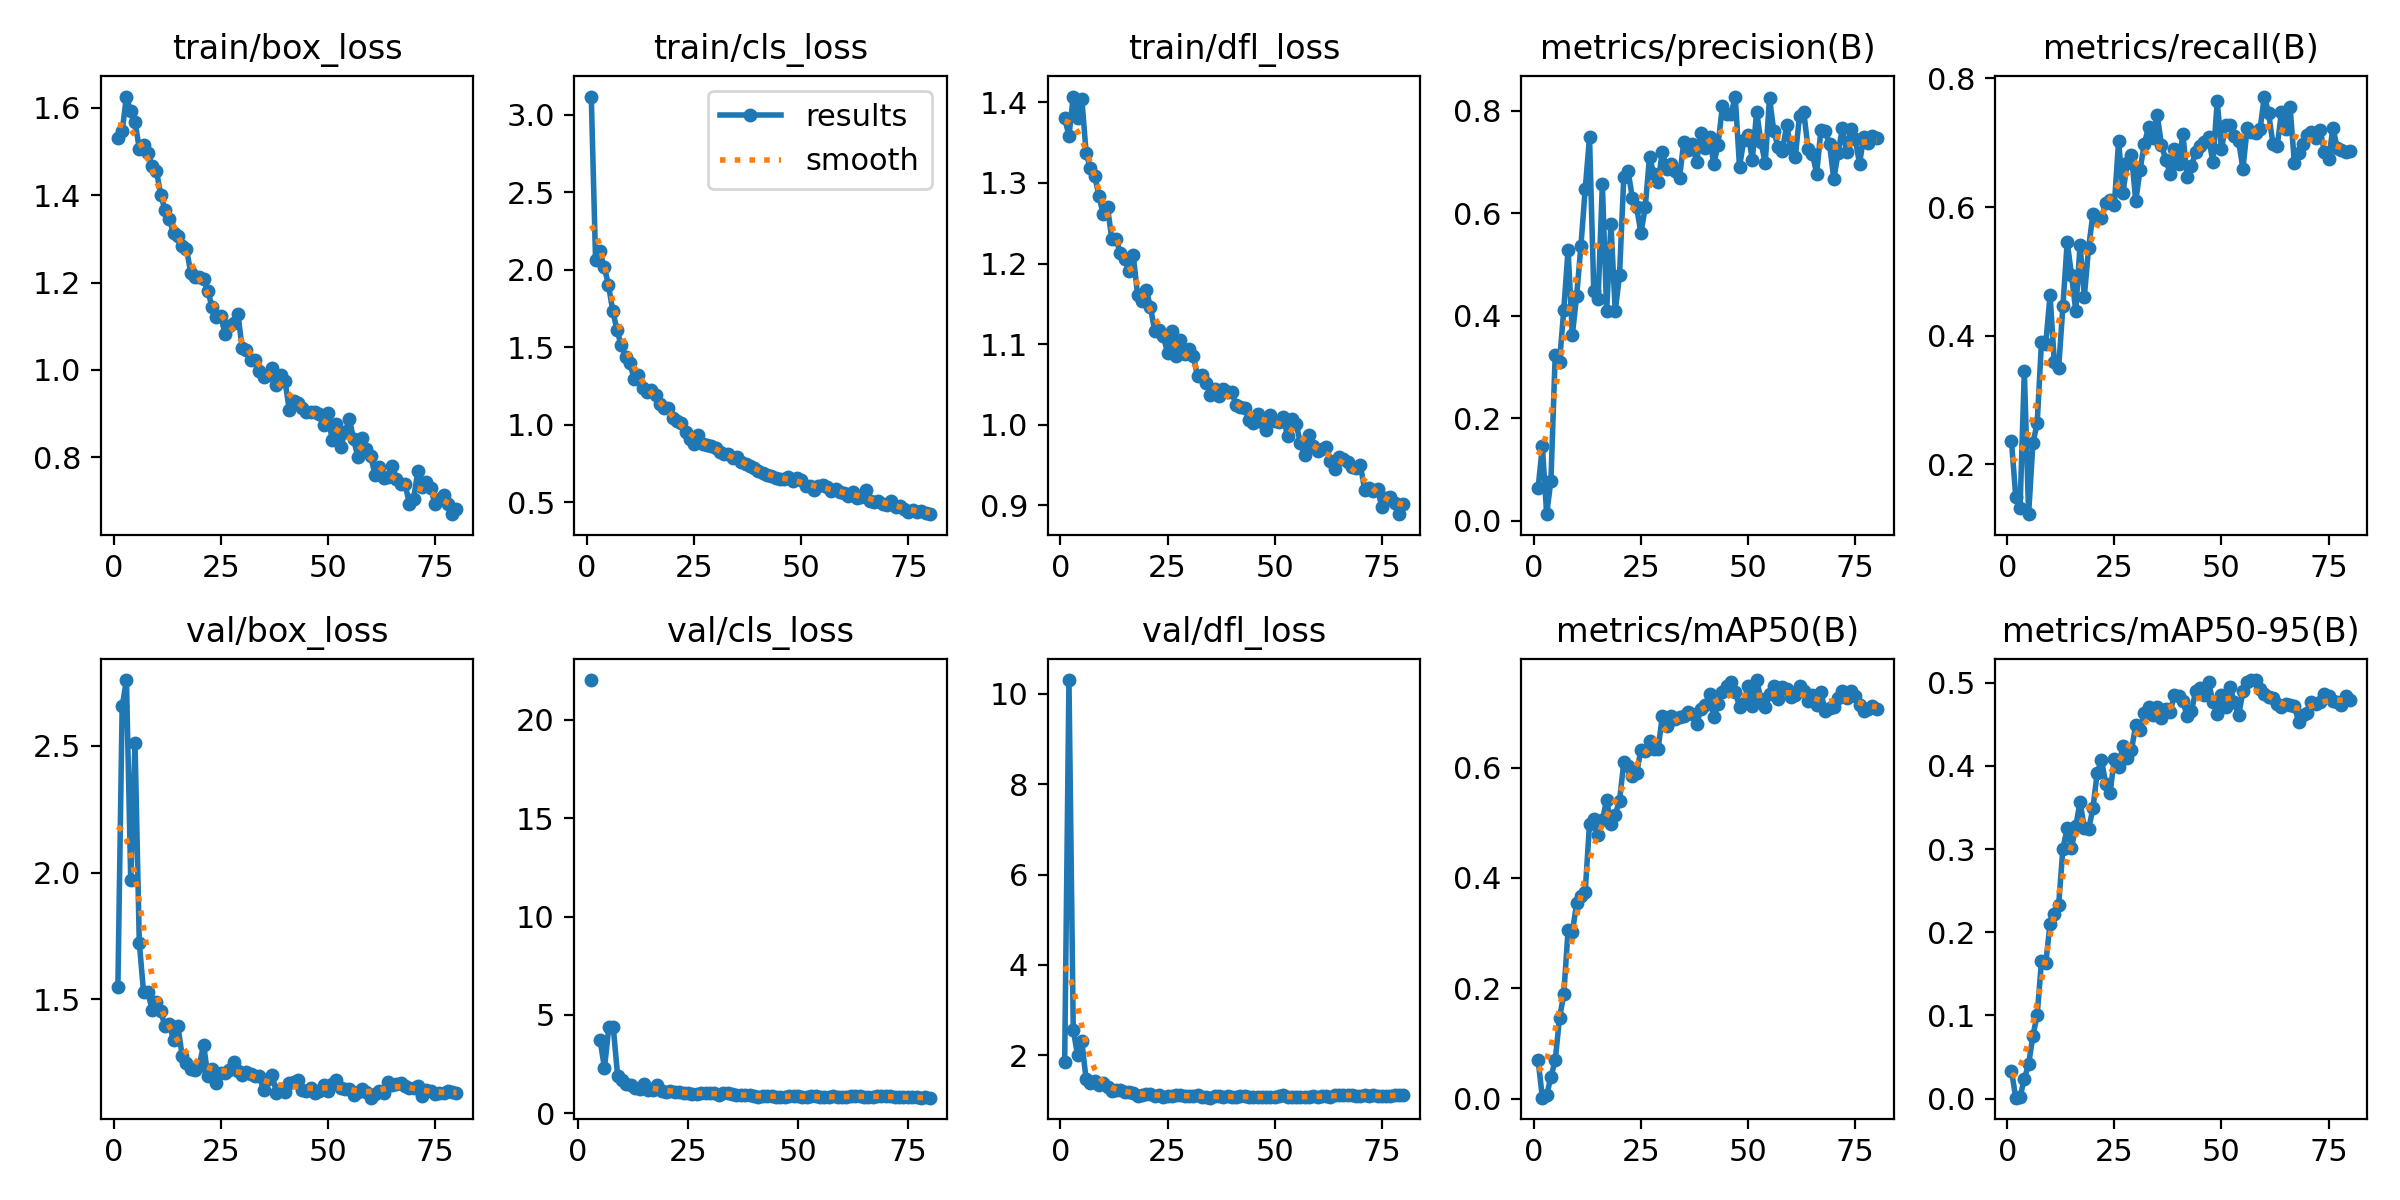 train/box_loss
1.6
1.4
1.2
1.0
0.8
0 25 50 75
train/cls_loss
results
smooth
3.0
2.5
2.0
1.5
1.0
0.5
0 25 50 75
train/dfl_loss
1.4
1.3
1.2
1.1
1.0
0.9
0 25 50 75
metrics/precision(B)
0.8
0.6
0.4
0.2
0.0
0 25 50 75
metrics/recall(B)
0.8
0.6
0.4
0.2
0 25 50 75
val/box_loss
2.5
2.0
1.5
0 25 50 75
val/cls_loss
20
15
10
5
0
0 25 50 75
val/dfl_loss
10
8
6
4
2
0 25 50 75
metrics/mAP50(B)
0.6
0.4
0.2
0.0
0 25 50 75
metrics/mAP50-95(B)
0.5
0.4
0.3
0.2
0.1
0.0
0 25 50 75